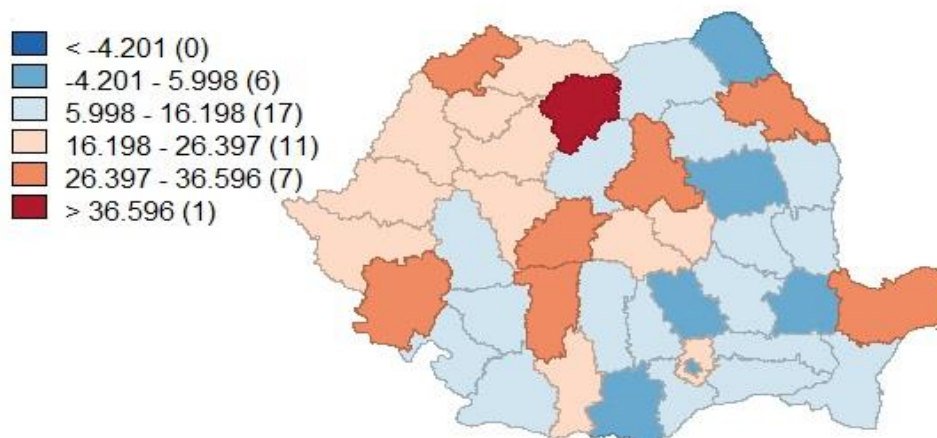 < -4.201 (0)
-4.201 - 5.998 (6)
5.998 - 16.198 (17)
16.198 - 26.397 (11)
26.397 - 36.596 (7)
> 36.596 (1)